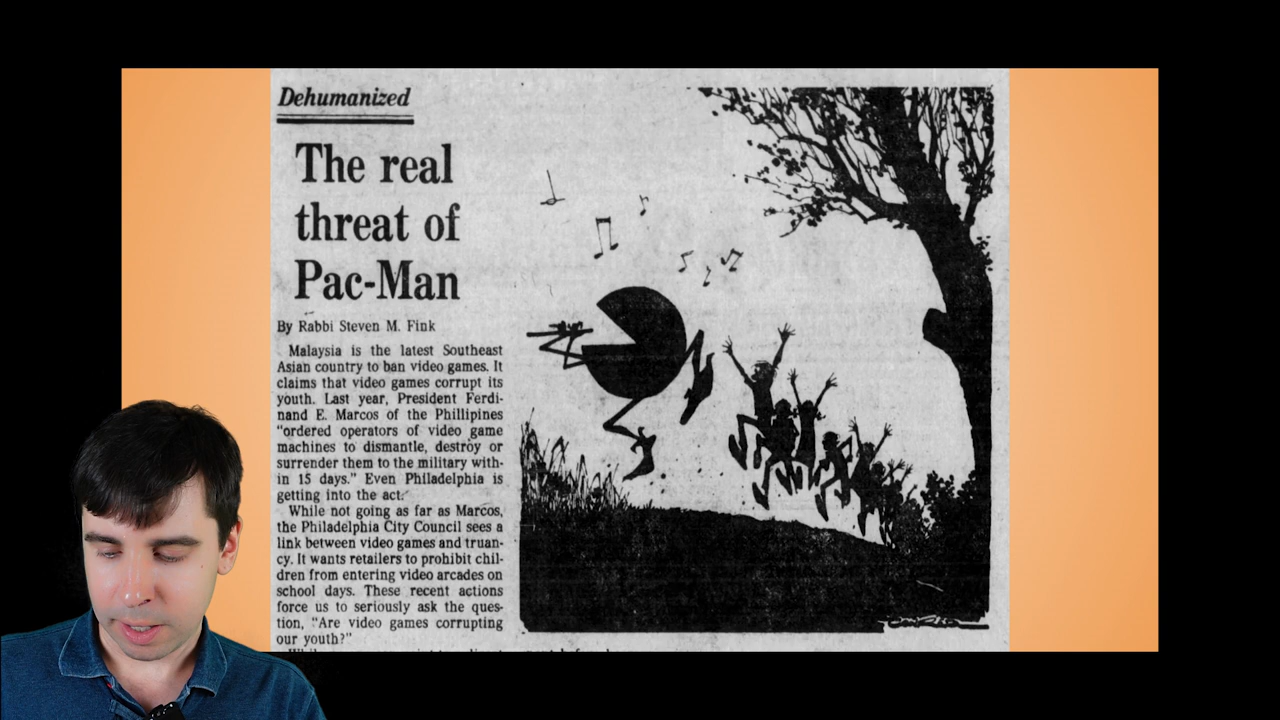 Dehumanized
The real
threat of
Pac-Man
By Rabbi Steven M. Fink
Malaysia is the latest Southeast
Asian country to ban video games. It
claims that video games corrupt its
youth. Last year, President Ferdi-
nand E. Marcos of the Phillipines
“ordered operators of video game
machines to dismantle, destroy or
surrender them to the military with-
in 15 days.” Even Philadelphia is
getting into the act.
While not going as far as Marcos,
the Philadelphia City Council sees a
link between video games and truan-
cy. It wants retailers to prohibit chil-
dren from entering video arcades on
school days. These recent actions
force us to seriously ask the ques-
tion, “Are video games corrupting
our youth?”